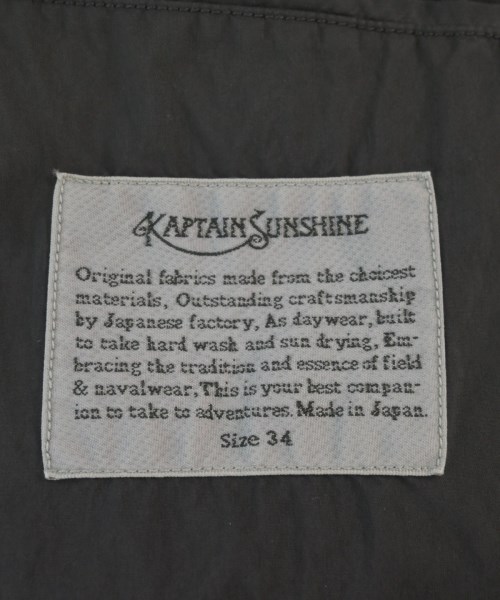 KAPTAIN SUNSHINE
Original fabrics made from the choicest
materials, Outstanding craftsmanship
by Japanese factory, As daywear, built
to take hard wash and sun drying, Em-
bracing the tradition and essence of field
& navalwear, This is your best compan-
ion to take to adventures. Made in Japan.
Size 34